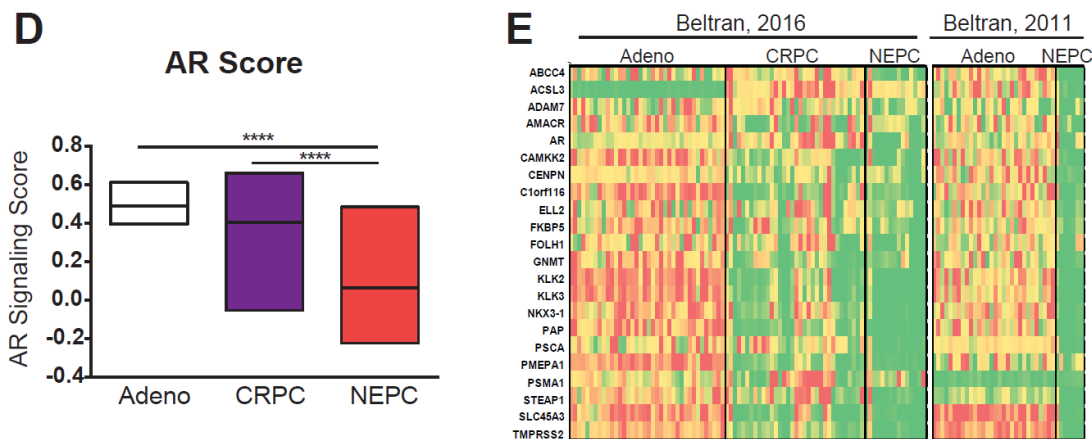 D
AR Score
AR Signaling Score
0.8
0.6
0.4
0.2
0.0
-0.2
-0.4
****
****
Adeno CRPC NEPC
E
Beltran, 2016 Beltran, 2011
Adeno CRPC NEPC Adeno NEPC
ABCC4
ACSL3
ADAM7
AMACR
AR
CAMKK2
CENPN
C1orf116
ELL2
FKBP5
FOLH1
GNMT
KLK2
KLK3
NKX3-1
PAP
PSCA
PMEPA1
PSMA1
STEAP1
SLC45A3
TMPRSS2